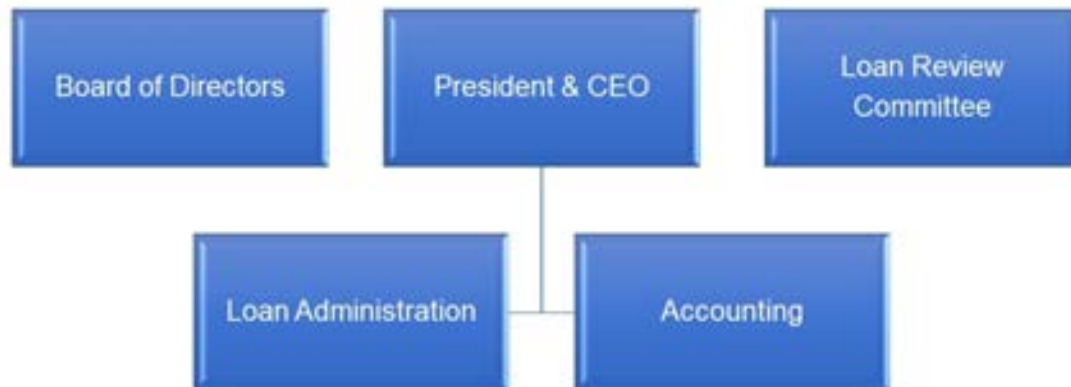 Board of Directors
President & CEO
Loan Review
Committee
Loan Administration
Accounting